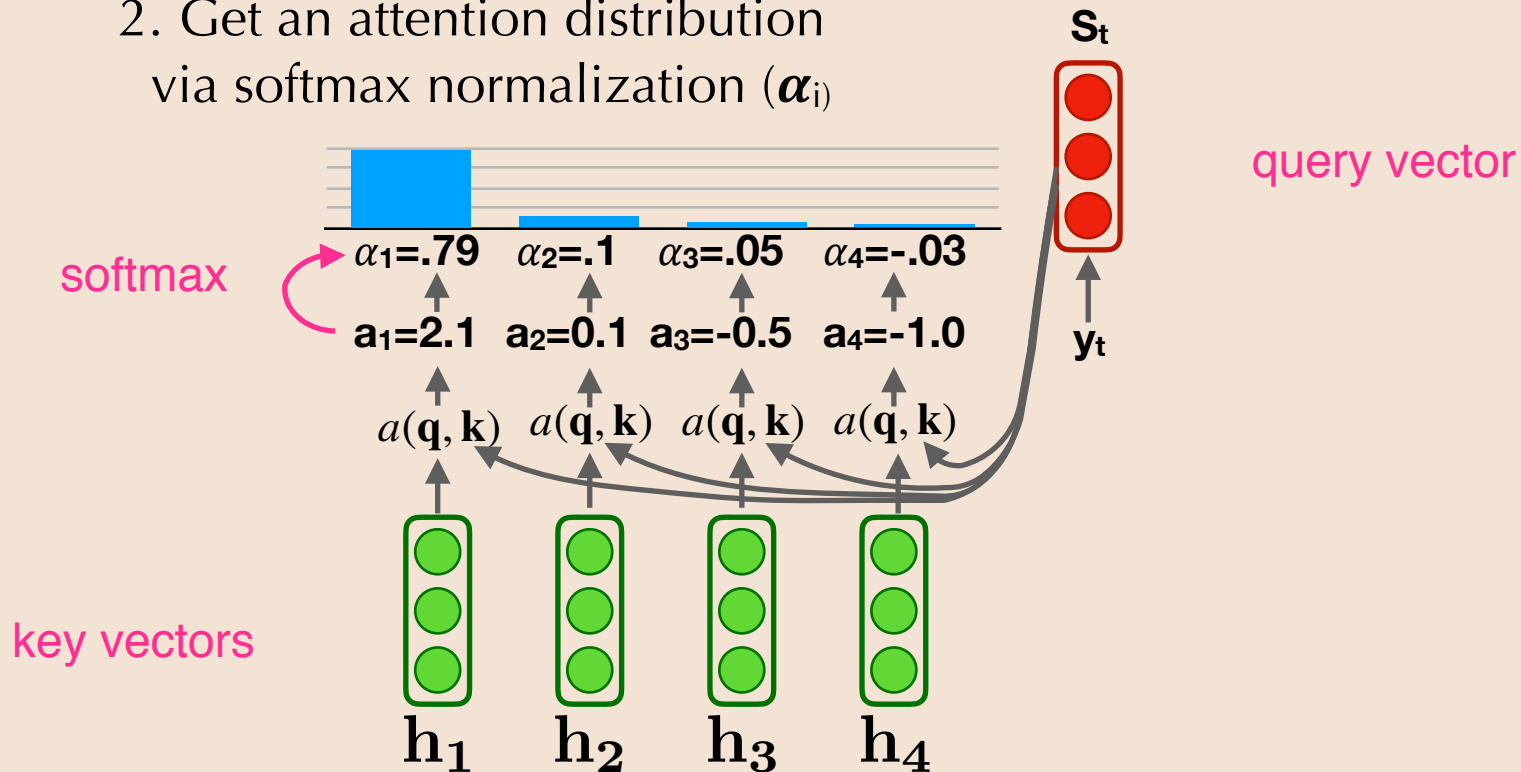 2. Get an attention distribution
via softmax normalization (αi)
St
query vector
α1=.79 α2=.1 α3=.05 α4=-.03
softmax
a1=2.1 a2=0.1 a3=-0.5 a4=-1.0
yt
a(q, k) a(q, k) a(q, k) a(q, k)
key vectors
h1 h2 h3 h4